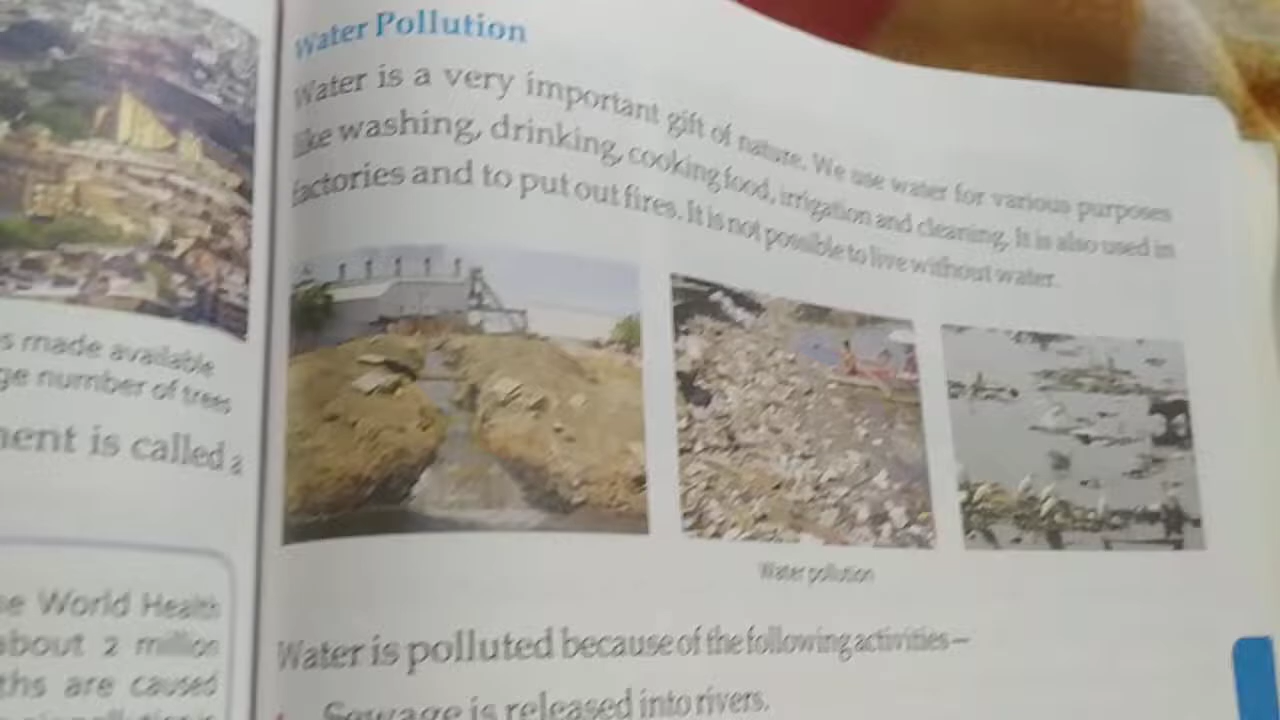 s made available
ge number of trees
ment is called a
se World Health
about 2 million
ths are caused
Water Pollution
Water is a very important gift of nature. We use water for various purposes
like washing, drinking, cooking food, irrigation and cleaning. It is also used in
factories and to put out fires. It is not possible to live without water.
Water pollution
Water is polluted because of the following activities—
Sewage is released into rivers.